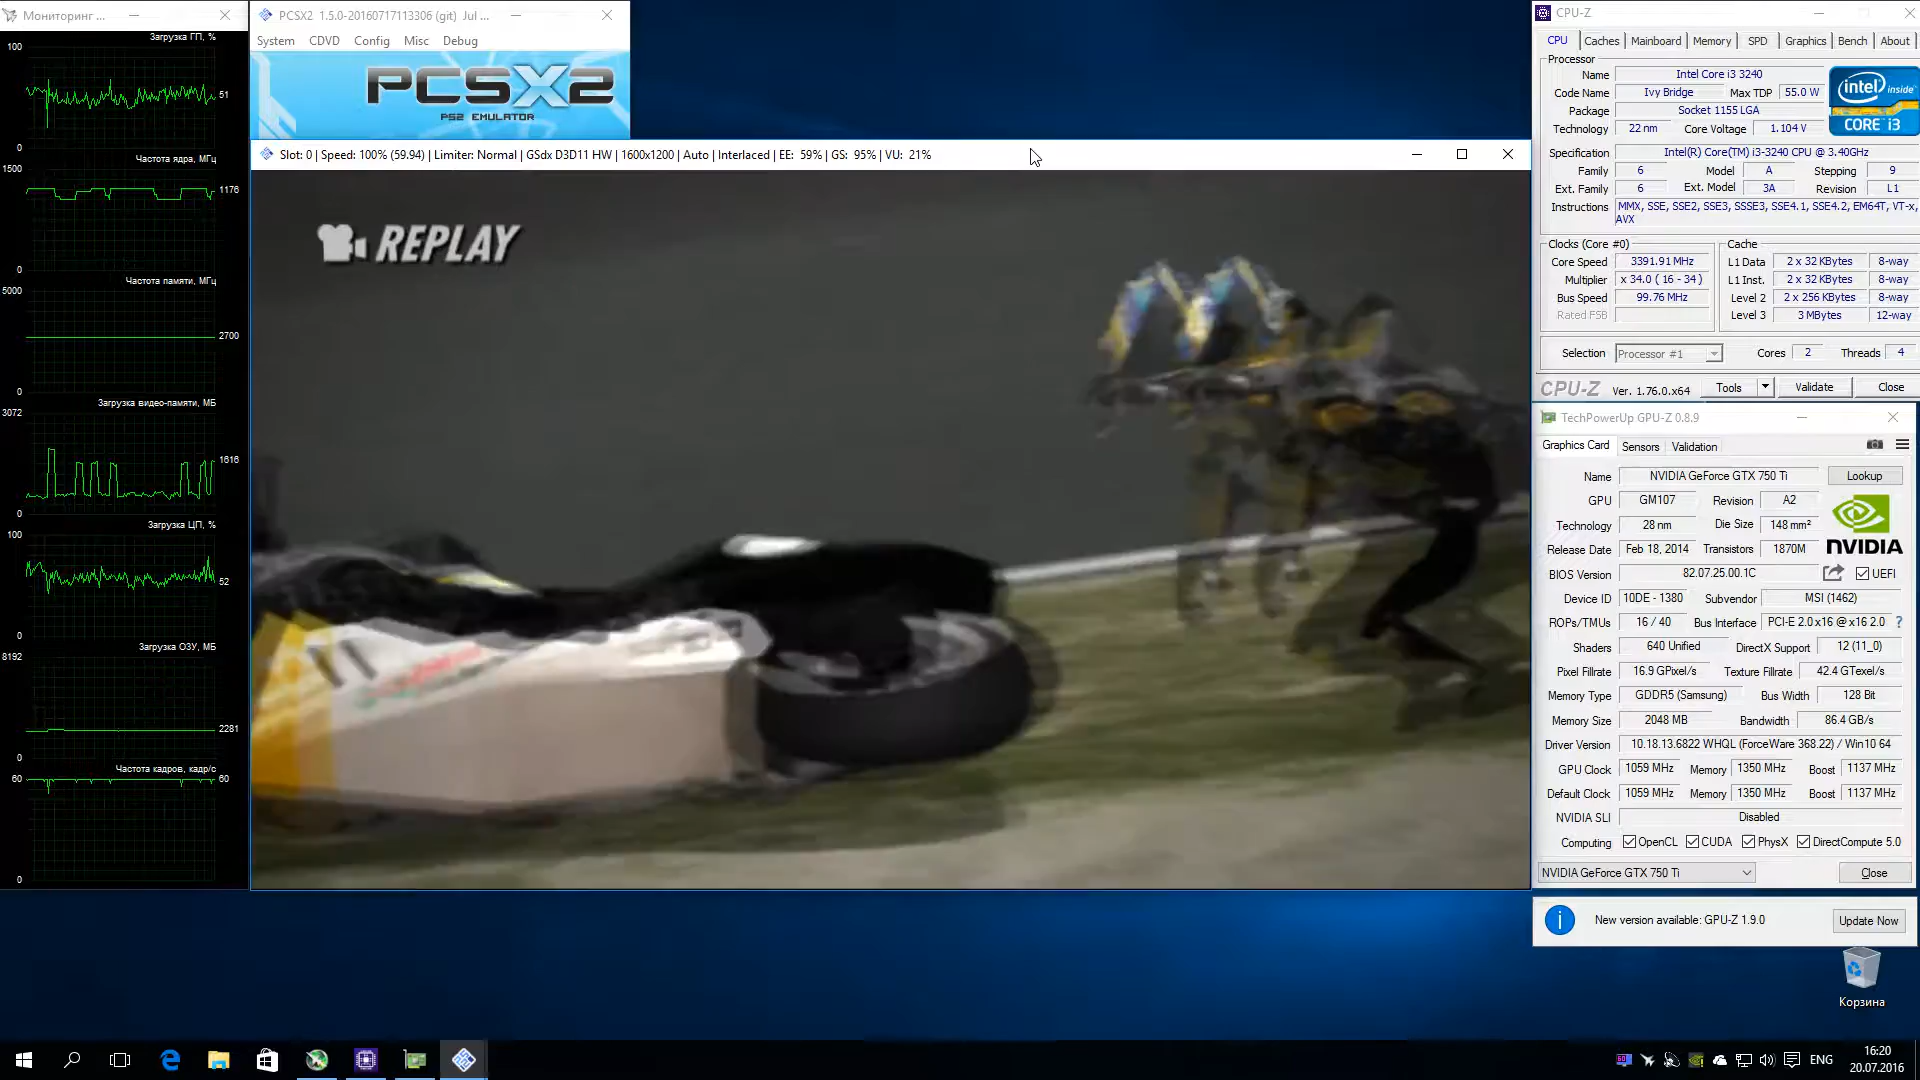 Мониторинг ...
Загрузка ГП, %
100
51
0
Частота ядра, МГц
1500
1176
0
Частота памяти, МГц
5000
2700
0
Загрузка видео-памяти, МБ
3072
1616
0
Загрузка ЦП, %
100
52
0
Загрузка ОЗУ, МБ
8192
2281
0
Частота кадров, кадр/с
60
60
0
PCSX2 1.5.0-20160717113306 (git) Jul ...
System CDVD Config Misc Debug
PCSX2
PS2 EMULATOR
Slot: 0 | Speed: 100% (59.94) | Limiter: Normal | GSdx D3D11 HW | 1600x1200 | Auto | Interlaced | EE: 59% | GS: 95% | VU: 21%
REPLAY
CPU-Z
CPU Caches Mainboard Memory SPD Graphics Bench About
Processor
Name Intel Core i3 3240
Code Name Ivy Bridge Max TDP 55.0 W
Package Socket 1155 LGA
Technology 22 nm Core Voltage 1.104 V
intel inside
CORE i3
Specification Intel(R) Core(TM) i3-3240 CPU @ 3.40GHz
Family 6 Model A Stepping 9
Ext. Family 6 Ext. Model 3A Revision L1
Instructions MMX, SSE, SSE2, SSE3, SSSE3, SSE4.1, SSE4.2, EM64T, VT-x,
AVX
Clocks (Core #0) Cache
Core Speed 3391.91 MHz L1 Data 2 x 32 KBytes 8-way
Multiplier x 34.0 ( 16 - 34 ) L1 Inst. 2 x 32 KBytes 8-way
Bus Speed 99.76 MHz Level 2 2 x 256 KBytes 8-way
Rated FSB Level 3 3 MBytes 12-way
Selection Processor #1 Cores 2 Threads 4
CPU-Z Ver. 1.76.0.x64 Tools Validate Close
TechPowerUp GPU-Z 0.8.9
Graphics Card Sensors Validation
Name NVIDIA GeForce GTX 750 Ti Lookup
GPU GM107 Revision A2
Technology 28 nm Die Size 148 mm²
Release Date Feb 18, 2014 Transistors 1870M
NVIDIA
BIOS Version 82.07.25.00.1C UEFI
Device ID 10DE - 1380 Subvendor MSI (1462)
ROPs/TMUs 16 / 40 Bus Interface PCI-E 2.0 x16 @ x16 2.0 ?
Shaders 640 Unified DirectX Support 12 (11_0)
Pixel Fillrate 16.9 GPixel/s Texture Fillrate 42.4 GTexel/s
Memory Type GDDR5 (Samsung) Bus Width 128 Bit
Memory Size 2048 MB Bandwidth 86.4 GB/s
Driver Version 10.18.13.6822 WHQL (ForceWare 368.22) / Win10 64
GPU Clock 1059 MHz Memory 1350 MHz Boost 1137 MHz
Default Clock 1059 MHz Memory 1350 MHz Boost 1137 MHz
NVIDIA SLI Disabled
Computing OpenCL CUDA PhysX DirectCompute 5.0
NVIDIA GeForce GTX 750 Ti Close
New version available: GPU-Z 1.9.0 Update Now
Корзина
ENG
16:20
20.07.2016